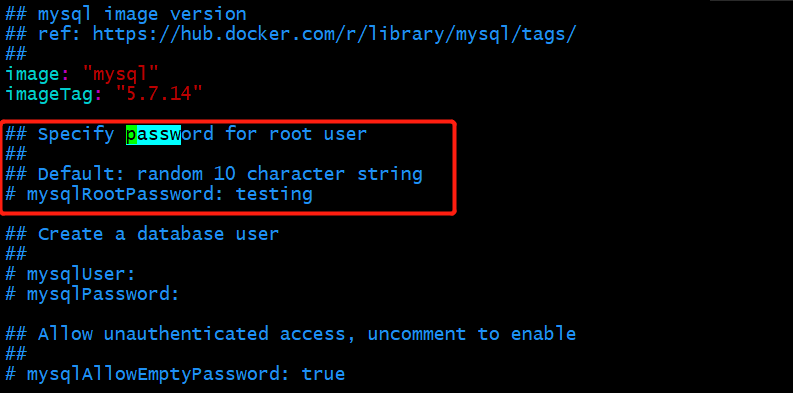 ## mysql image version
## ref: https://hub.docker.com/r/library/mysql/tags/
##
image: "mysql"
imageTag: "5.7.14"
## Specify password for root user
##
## Default: random 10 character string
# mysqlRootPassword: testing
## Create a database user
##
# mysqlUser:
# mysqlPassword:
## Allow unauthenticated access, uncomment to enable
##
# mysqlAllowEmptyPassword: true